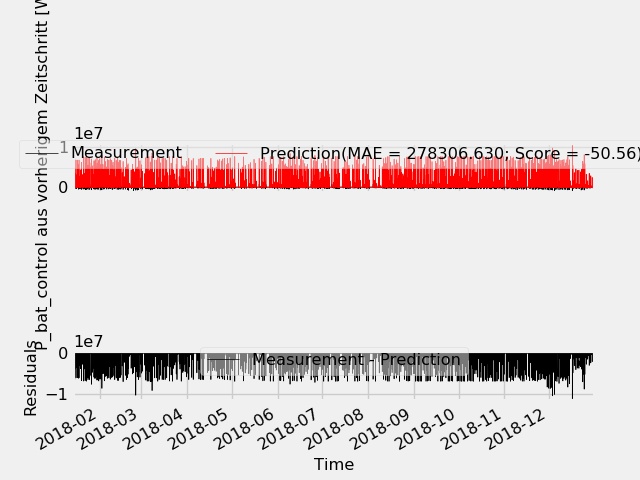 P_bat_control aus vorherigem Zeitschritt [W
1e7
1
0
Measurement
Prediction(MAE = 278306.630; Score = -50.56)
Residuals
1e7
0
−1
Measurement - Prediction
2018-02
2018-03
2018-04
2018-05
2018-06
2018-07
2018-08
2018-09
2018-10
2018-11
2018-12
Time